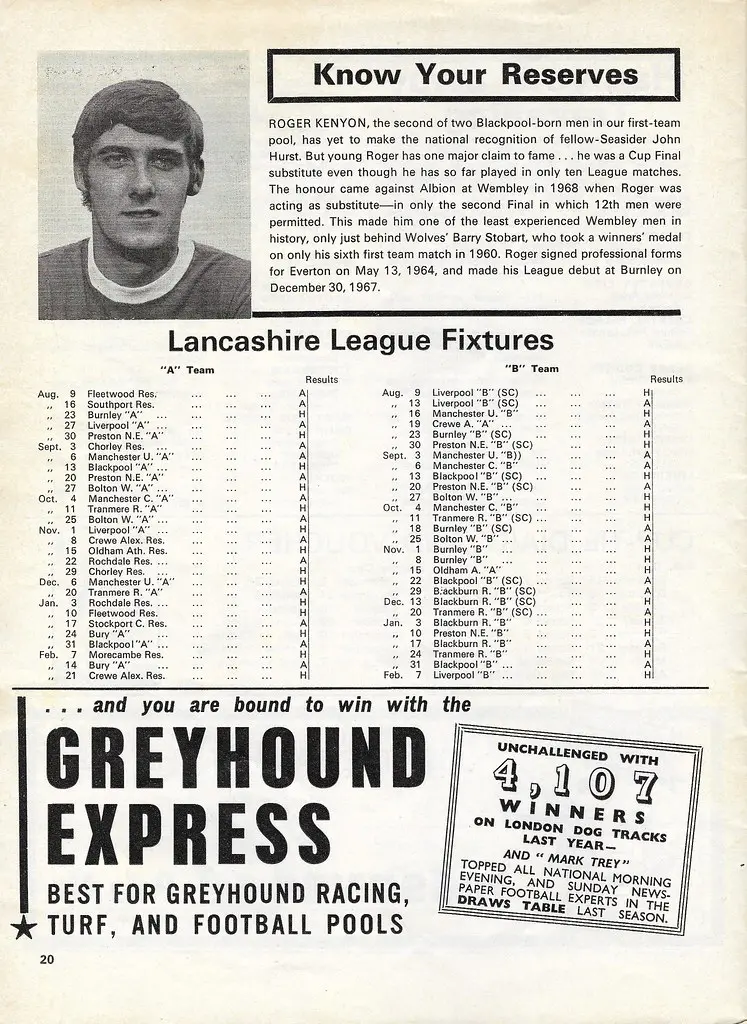 Know Your Reserves
ROGER KENYON, the second of two Blackpool-born men in our first-team
pool, has yet to make the national recognition of fellow-Seasider John
Hurst. But young Roger has one major claim to fame . . . he was a Cup Final
substitute even though he has so far played in only ten League matches.
The honour came against Albion at Wembley in 1968 when Roger was
acting as substitute—in only the second Final in which 12th men were
permitted. This made him one of the least experienced Wembley men in
history, only just behind Wolves' Barry Stobart, who took a winners' medal
on only his sixth first team match in 1960. Roger signed professional forms
for Everton on May 13, 1964, and made his League debut at Burnley on
December 30, 1967.
Lancashire League Fixtures
"A" Team
Results
Aug. 9 Fleetwood Res. ... ... ... A
,, 16 Southport Res. ... ... ... A
,, 23 Burnley "A" ... ... ... ... H
,, 27 Liverpool "A" ... ... ... ... A
,, 30 Preston N.E. "A" ... ... ... H
Sept. 3 Chorley Res. ... ... ... ... A
,, 6 Manchester U. "A" ... ... ... H
,, 13 Blackpool "A" ... ... ... ... H
,, 20 Preston N.E. "A" ... ... ... A
,, 27 Bolton W. "A" ... ... ... ... H
Oct. 4 Manchester C. "A" ... ... ... A
,, 11 Tranmere R. "A" ... ... ... H
,, 25 Bolton W. "A" ... ... ... ... A
Nov. 1 Liverpool "A" ... ... ... ... H
,, 8 Crewe Alex. Res. ... ... ... A
,, 15 Oldham Ath. Res. ... ... ... H
,, 22 Rochdale Res. ... ... ... ... A
,, 29 Chorley Res. ... ... ... ... H
Dec. 6 Manchester U. "A" ... ... ... H
,, 20 Tranmere R. "A" ... ... ... A
Jan. 3 Rochdale Res. ... ... ... H
,, 10 Fleetwood Res. ... ... ... H
,, 17 Stockport C. Res. ... ... ... A
,, 24 Bury "A" ... ... ... H
,, 31 Blackpool "A" ... ... ... ... A
Feb. 7 Morecambe Res. ... ... ... H
,, 14 Bury "A" ... ... ... A
,, 21 Crewe Alex. Res. ... ... ... H
"B" Team
Results
Aug. 9 Liverpool "B" (SC) ... ... ... H
,, 13 Liverpool "B" (SC) ... ... ... A
,, 16 Manchester U. "B" ... ... ... H
,, 19 Crewe A. "A" ... ... ... ... A
,, 23 Burnley "B" (SC) ... ... ... H
,, 30 Preston N.E. "B" (SC) ... ... ... A
Sept. 3 Manchester U. "B)) ... ... ... A
,, 6 Manchester C. "B" ... ... ... H
,, 13 Blackpool "B" (SC) ... ... ... H
,, 20 Preston N.E. "B" (SC) ... ... ... A
,, 27 Bolton W. "B" ... ... ... ... A
Oct. 4 Manchester C. "B" ... ... ... H
,, 11 Tranmere R. "B" (SC) ... ... ... H
,, 18 Burnley "B" (SC) ... ... ... H
,, 25 Bolton W. "B" ... ... ... ... A
Nov. 1 Burnley "B" ... ... ... ... H
,, 8 Burnley "B" ... ... ... ... A
,, 15 Oldham A. "A" ... ... ... H
,, 22 Blackpool "B" (SC) ... ... ... H
,, 29 Blackburn R. "B" (SC) ... ... ... A
Dec. 13 Blackburn R. "B" (SC) ... ... ... H
,, 20 Tranmere R. "B" (SC) ... ... ... A
Jan. 3 Blackburn R. "B" ... ... ... A
,, 10 Preston N.E. "B" ... ... ... H
,, 17 Blackburn R. "B" ... ... ... A
,, 24 Tranmere R. "B" ... ... ... H
,, 31 Blackpool "B" ... ... ... ... A
Feb. 7 Liverpool "B" ... ... ... ... H
. . . and you are bound to win with the
GREYHOUND
EXPRESS
BEST FOR GREYHOUND RACING,
TURF, AND FOOTBALL POOLS
UNCHALLENGED WITH
4,107
WINNERS
ON LONDON DOG TRACKS
LAST YEAR—
AND "MARK TREY"
TOPPED ALL NATIONAL MORNING
EVENING, AND SUNDAY NEWS-
PAPER FOOTBALL EXPERTS IN THE
DRAWS TABLE LAST SEASON.
20